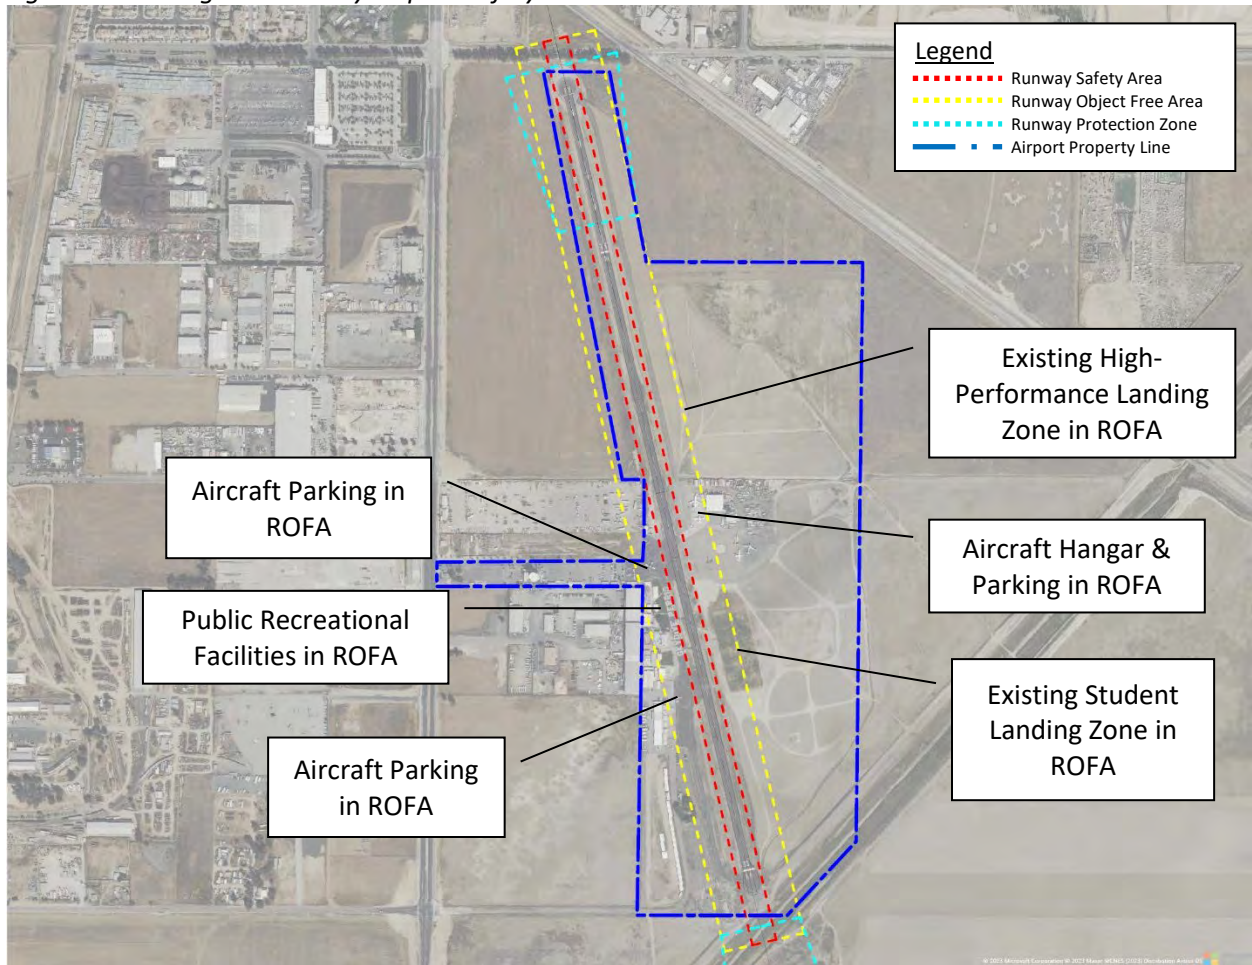 Legend
Runway Safety Area
Runway Object Free Area
Runway Protection Zone
Airport Property Line
Existing High-
Performance Landing
Zone in ROFA
Aircraft Parking in
ROFA
Aircraft Hangar &
Parking in ROFA
Public Recreational
Facilities in ROFA
Existing Student
Landing Zone in
ROFA
Aircraft Parking
in ROFA